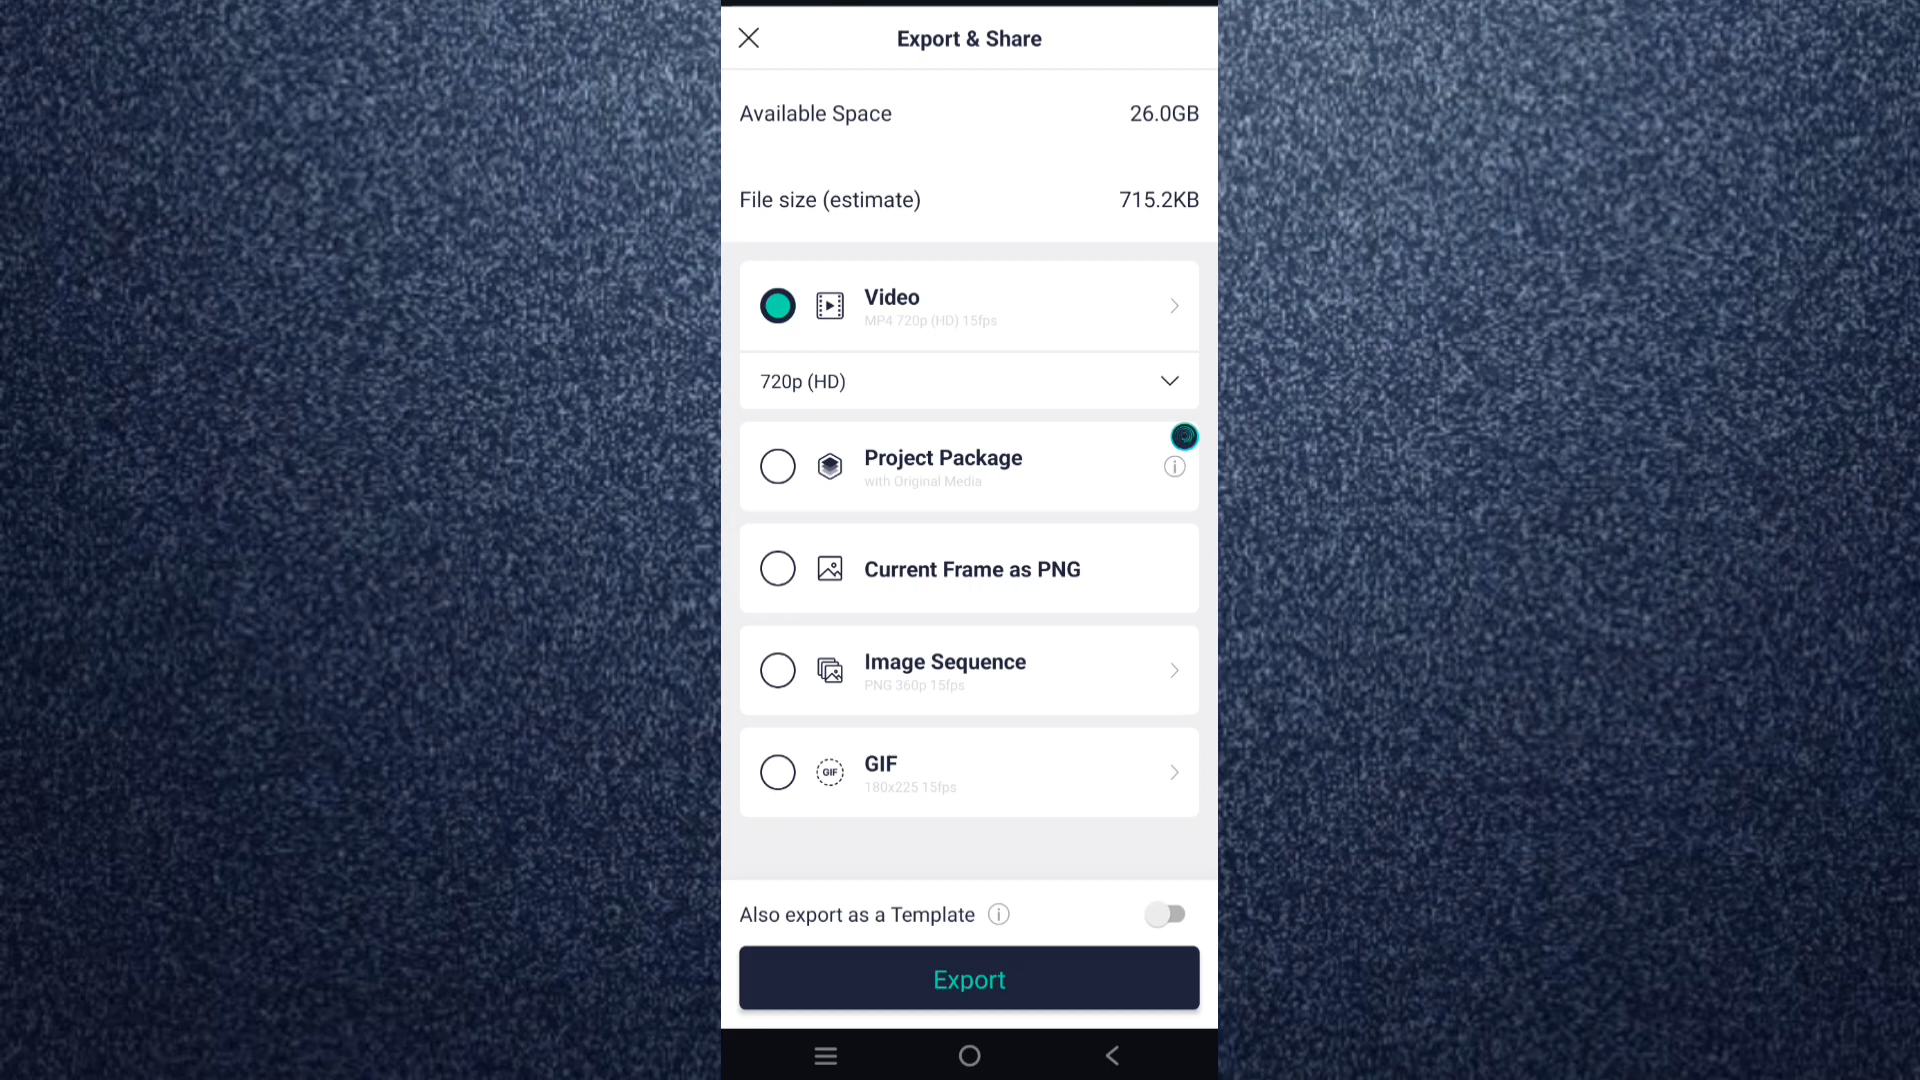 Export & Share
Available Space 26.0GB
File size (estimate) 715.2KB
Video
MP4 720p (HD) 15fps
720p (HD)
Project Package
with Original Media
Current Frame as PNG
Image Sequence
PNG 360p 15fps
GIF
GIF
180x225 15fps
Also export as a Template
Export